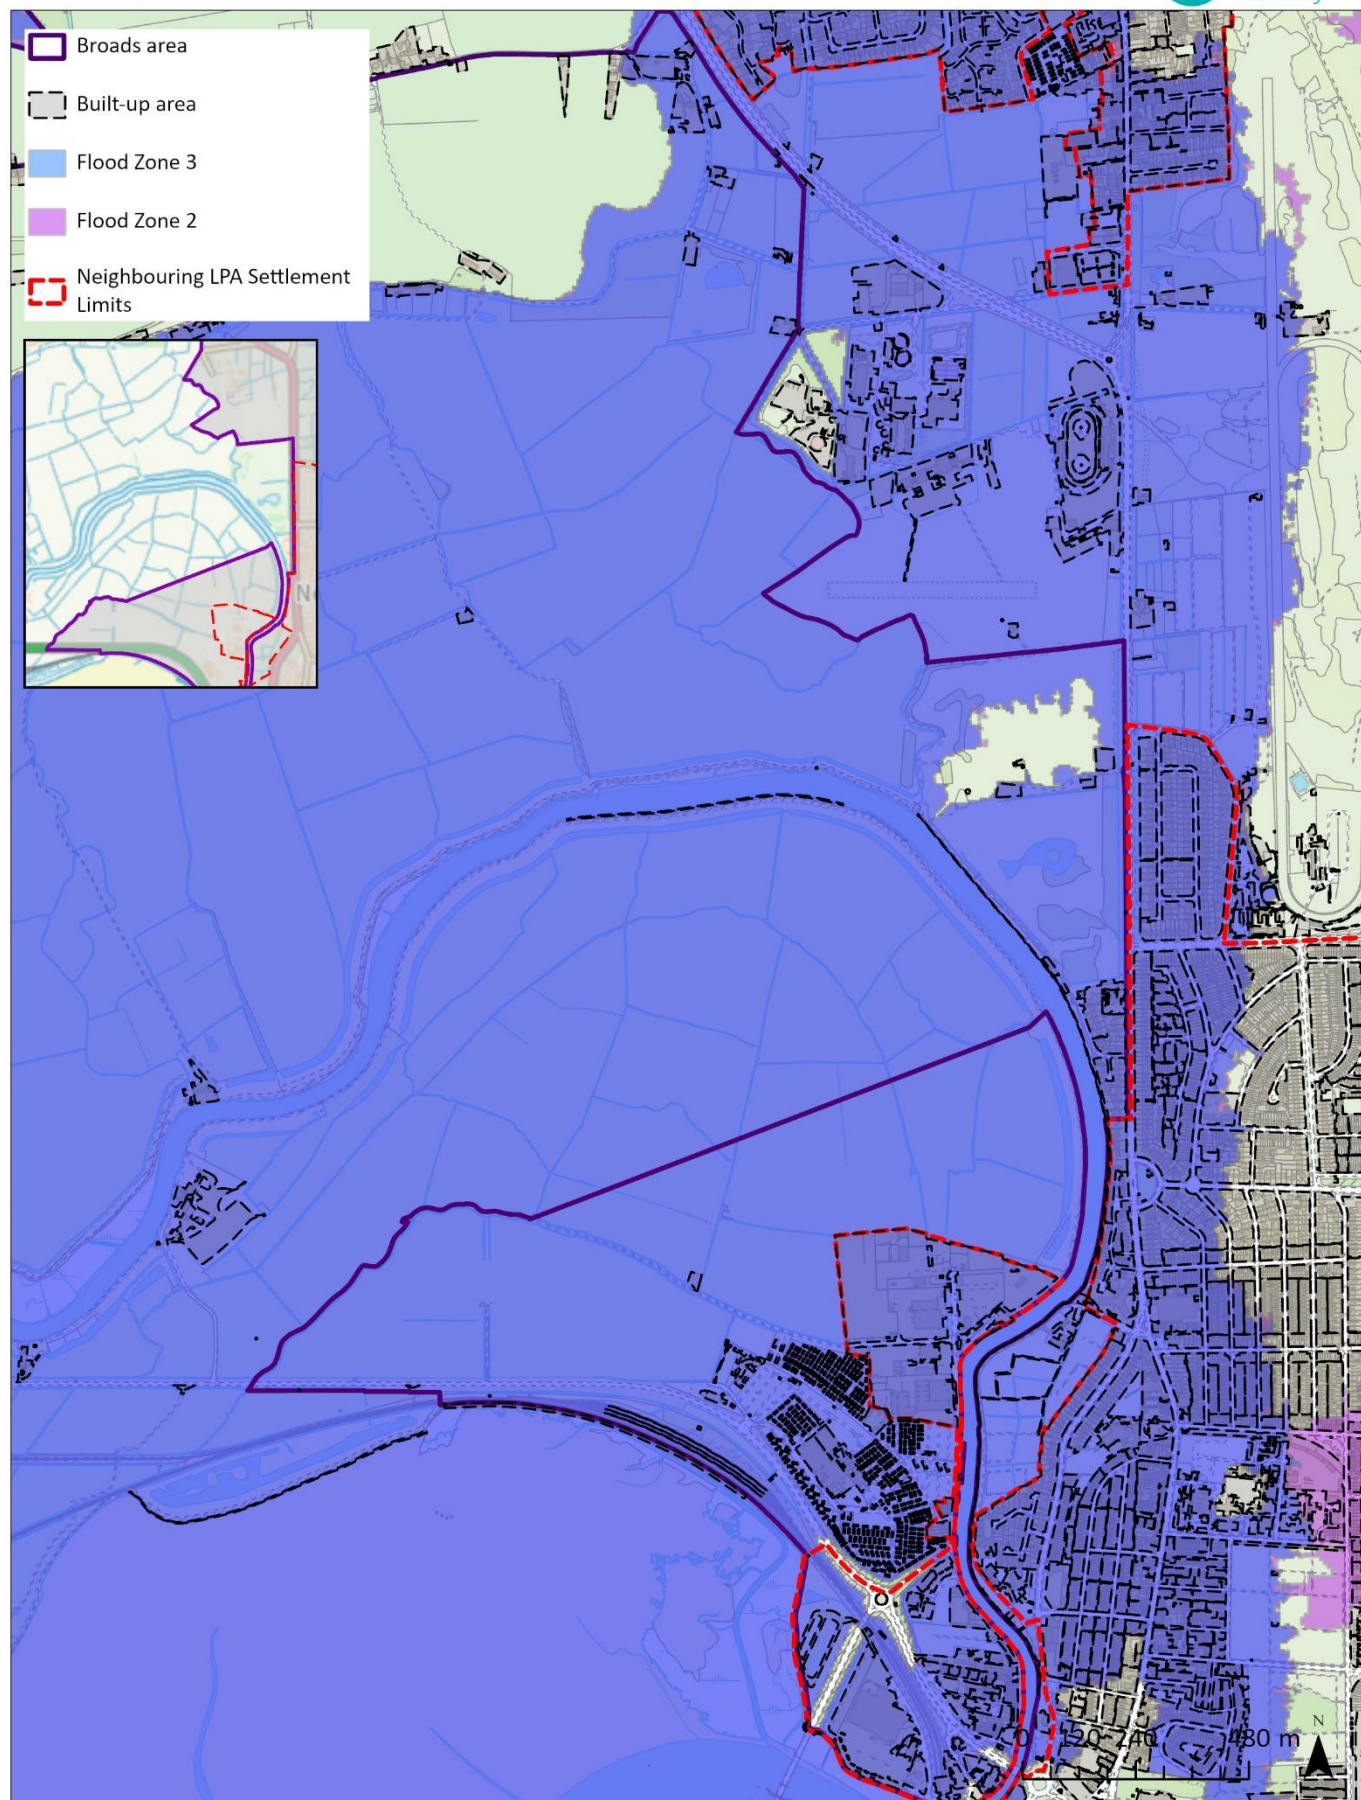 Broads area
Built-up area
Flood Zone 3
Flood Zone 2
Neighbouring LPA Settlement
Limits
N
0 120 240 480 m